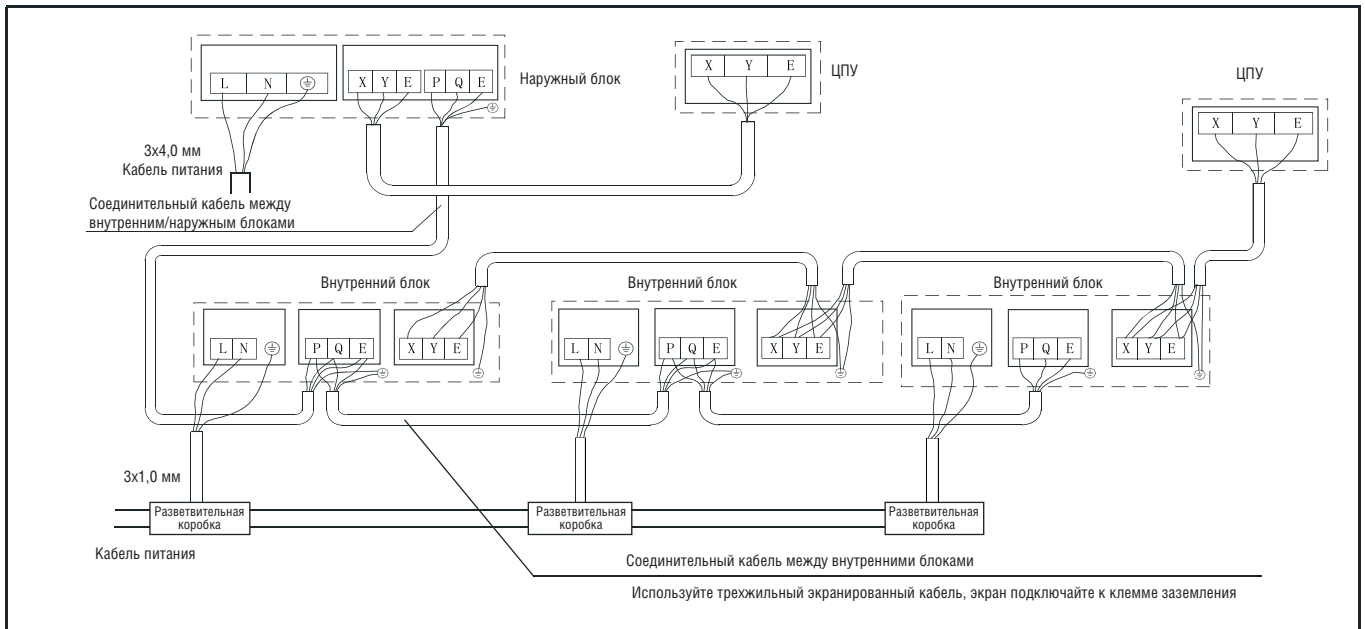 L N
X Y E P Q E
Наружный блок
X Y E
ЦПУ
ЦПУ
X Y E
3х4,0 мм
Кабель питания
Соединительный кабель между
внутренним/наружным блоками
Внутренний блок
Внутренний блок
Внутренний блок
L N
P Q E
X Y E
L N
P Q E
X Y E
L N
P Q E
X Y E
3х1,0 мм
Разветвительная
коробка
Разветвительная
коробка
Разветвительная
коробка
Кабель питания
Соединительный кабель между внутренними блоками
Используйте трехжильный экранированный кабель, экран подключайте к клемме заземления